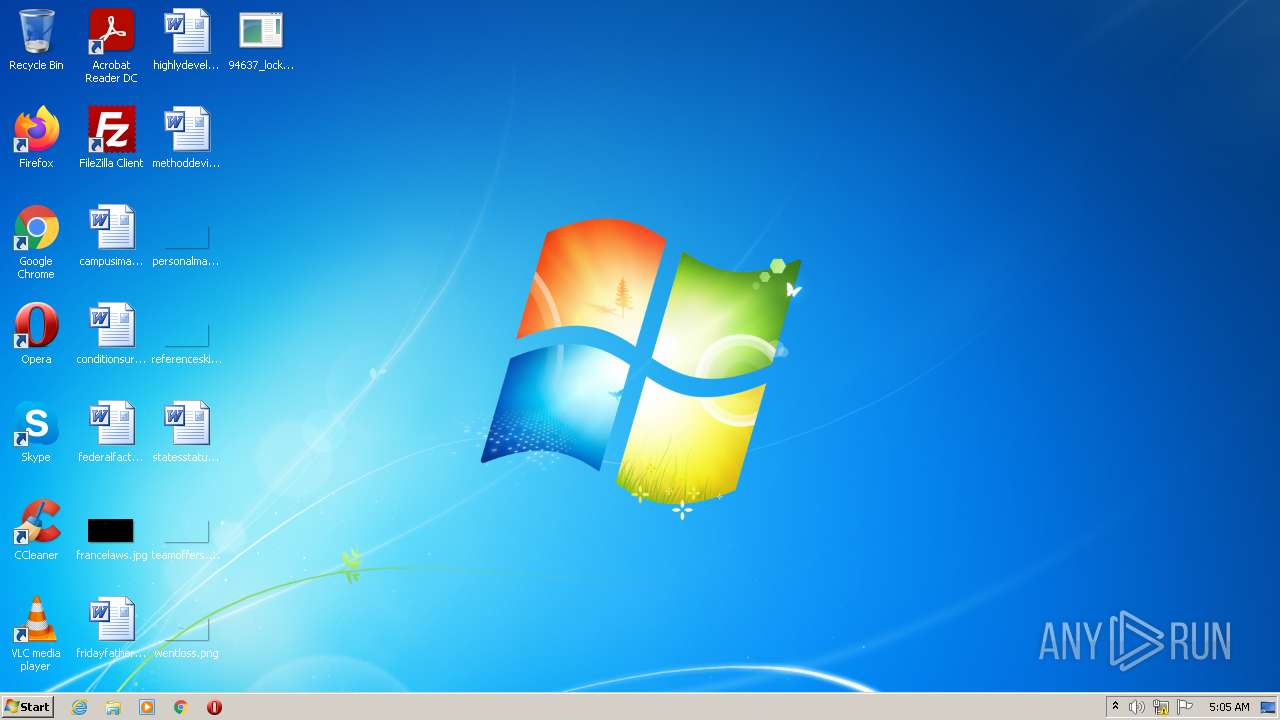 Recycle Bin
Acrobat
Reader DC
highlydevel...
94637_lock...
Firefox
FileZilla Client
methoddevi...
Google
Chrome
campusima...
personalma...
Opera
conditionsur...
referenceski...
Skype
federalfact...
statesstatu...
CCleaner
francelaws.jpg
teamoffers....
VLC media
player
fridayfather...
wentloss.png
ANY RUN
Start
5:05 AM